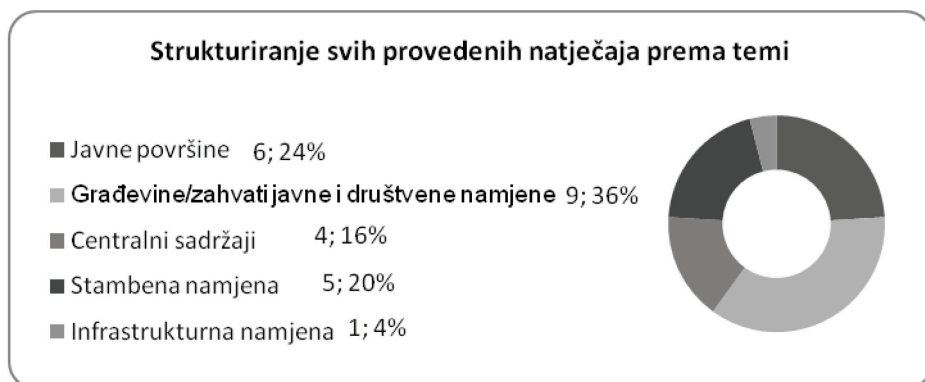 Strukturiranje svih provedenih natječaja prema temi
Javne površine 6; 24%
Građevine/zahvati javne i društvene namjene 9; 36%
Centralni sadržaji 4; 16%
Stambena namjena 5; 20%
Infrastrukturna namjena 1; 4%